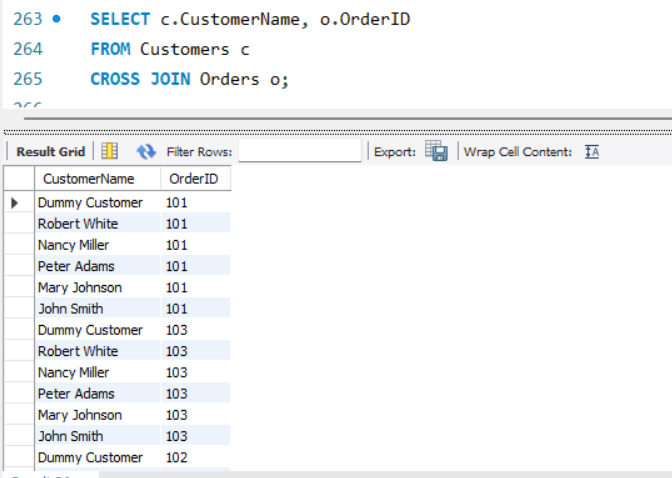 263 SELECT c.CustomerName, o.OrderID
264 FROM Customers c
265 CROSS JOIN Orders o;
Result Grid Filter Rows: Export: Wrap Cell Content: IA
CustomerName OrderID
Dummy Customer 101
Robert White 101
Nancy Miller 101
Peter Adams 101
Mary Johnson 101
John Smith 101
Dummy Customer 103
Robert White 103
Nancy Miller 103
Peter Adams 103
Mary Johnson 103
John Smith 103
Dummy Customer 102